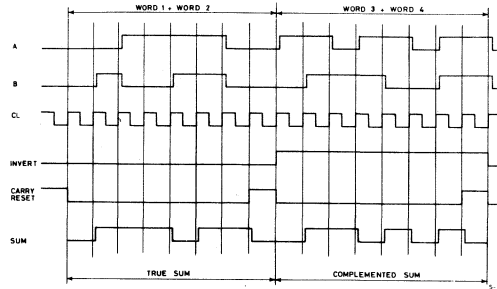 WORD 1 + WORD 2
WORD 3 + WORD 4
A
B
CL
INVERT
CARRY
RESET
SUM
TRUE SUM
COMPLEMENTED SUM